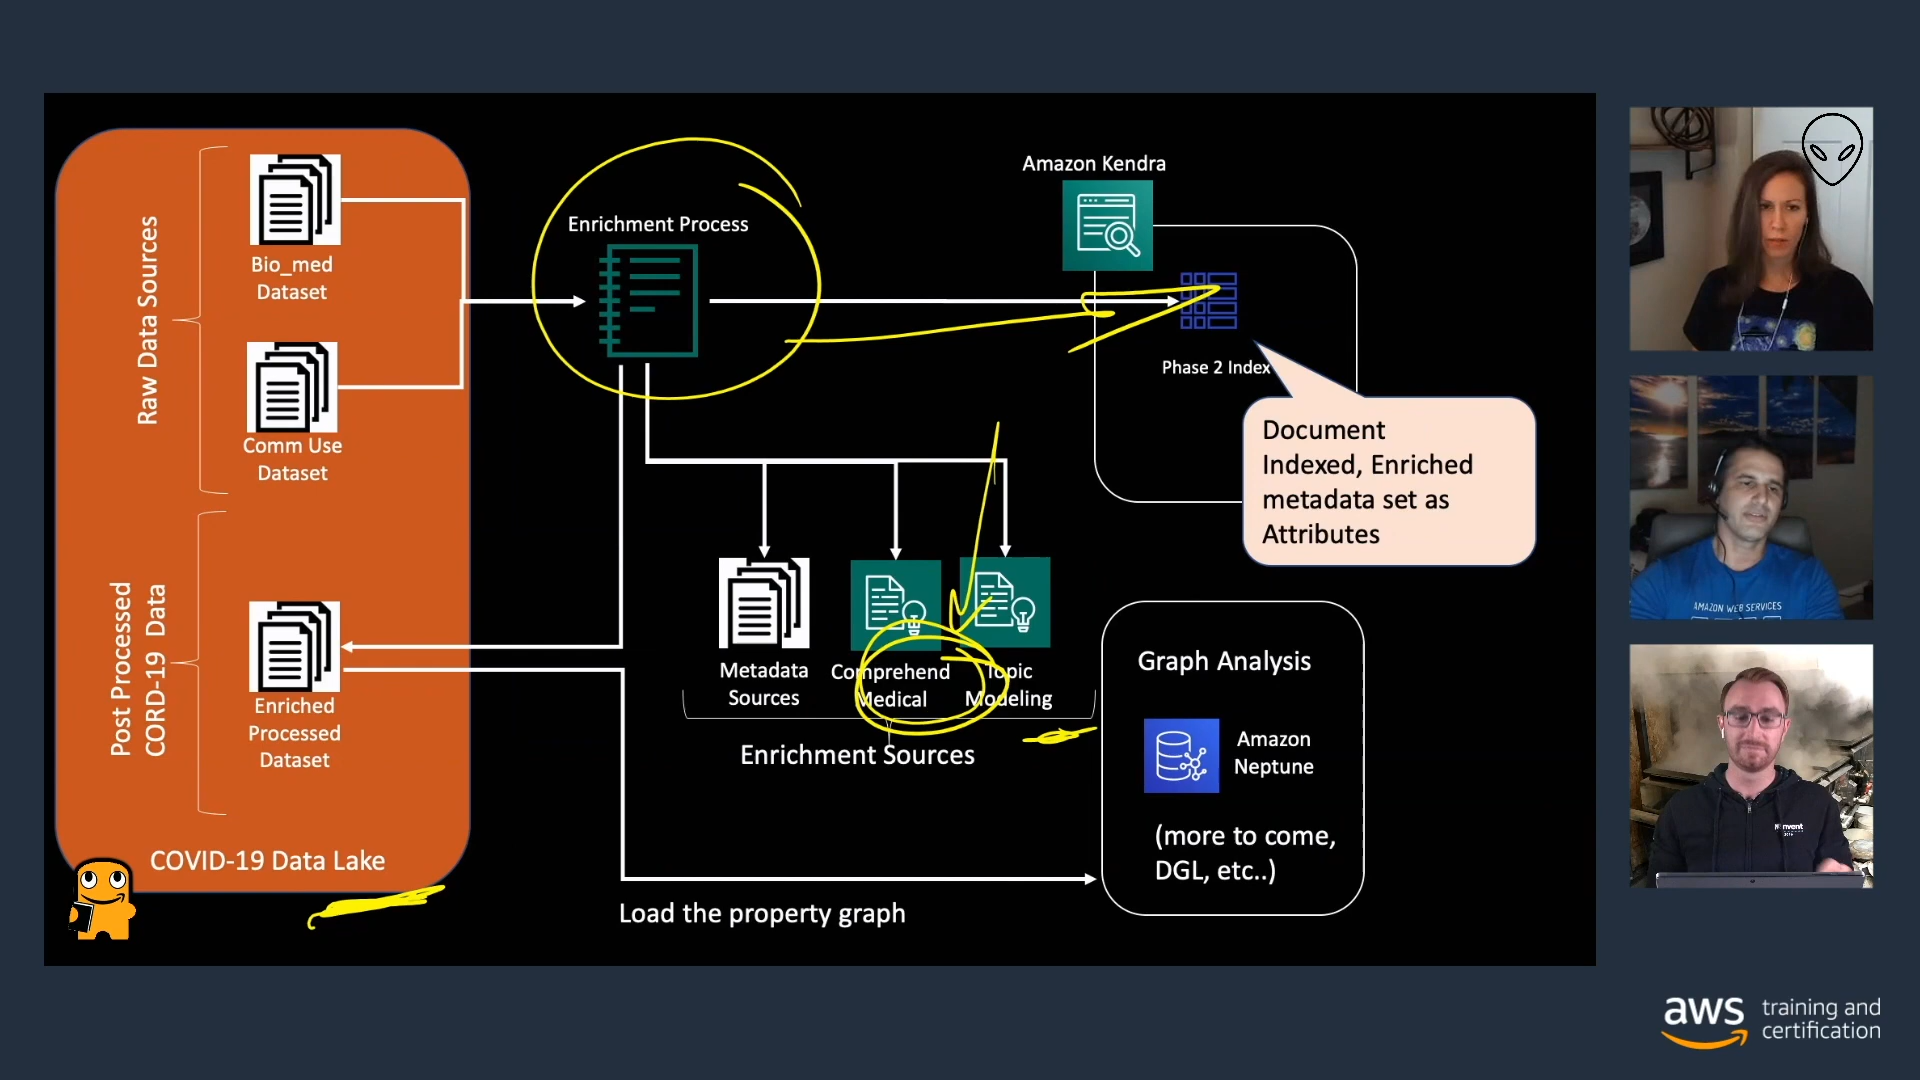 Raw Data Sources
Bio_med
Dataset
Comm Use
Dataset
Post Processed
CORD-19 Data
Enriched
Processed
Dataset
COVID-19 Data Lake
Enrichment Process
Amazon Kendra
Phase 2 Index
Document
Indexed, Enriched
metadata set as
Attributes
Metadata
Sources
Comprehend
Medical
Topic
Modeling
Enrichment Sources
Load the property graph
Graph Analysis
Amazon
Neptune
(more to come,
DGL, etc..)
AMAZON WEB SERVICES
aws training and
certification